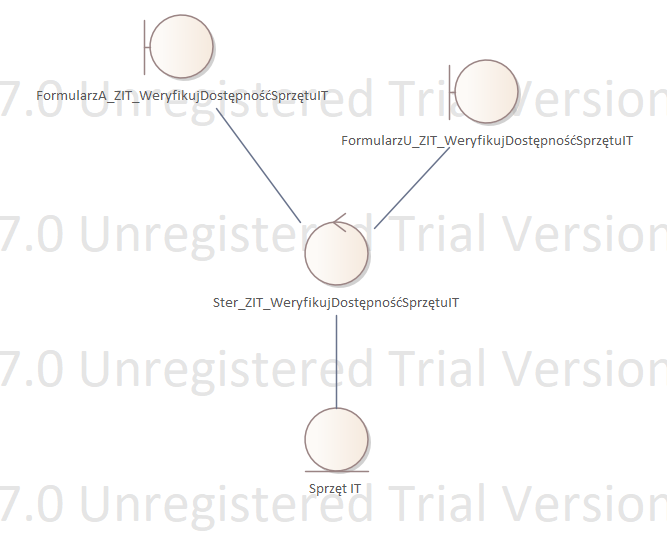 7.0 Unregistered Trial Version
FormularzA_ZIT_WeryfikujDostępnośćSprzętuIT
FormularzU_ZIT_WeryfikujDostępnośćSprzętuIT
7.0 Unregistered Trial Version
Ster_ZIT_WeryfikujDostępnośćSprzętuIT
7.0 Unregistered Trial Version
Sprzęt IT
7.0 Unregistered Trial Version